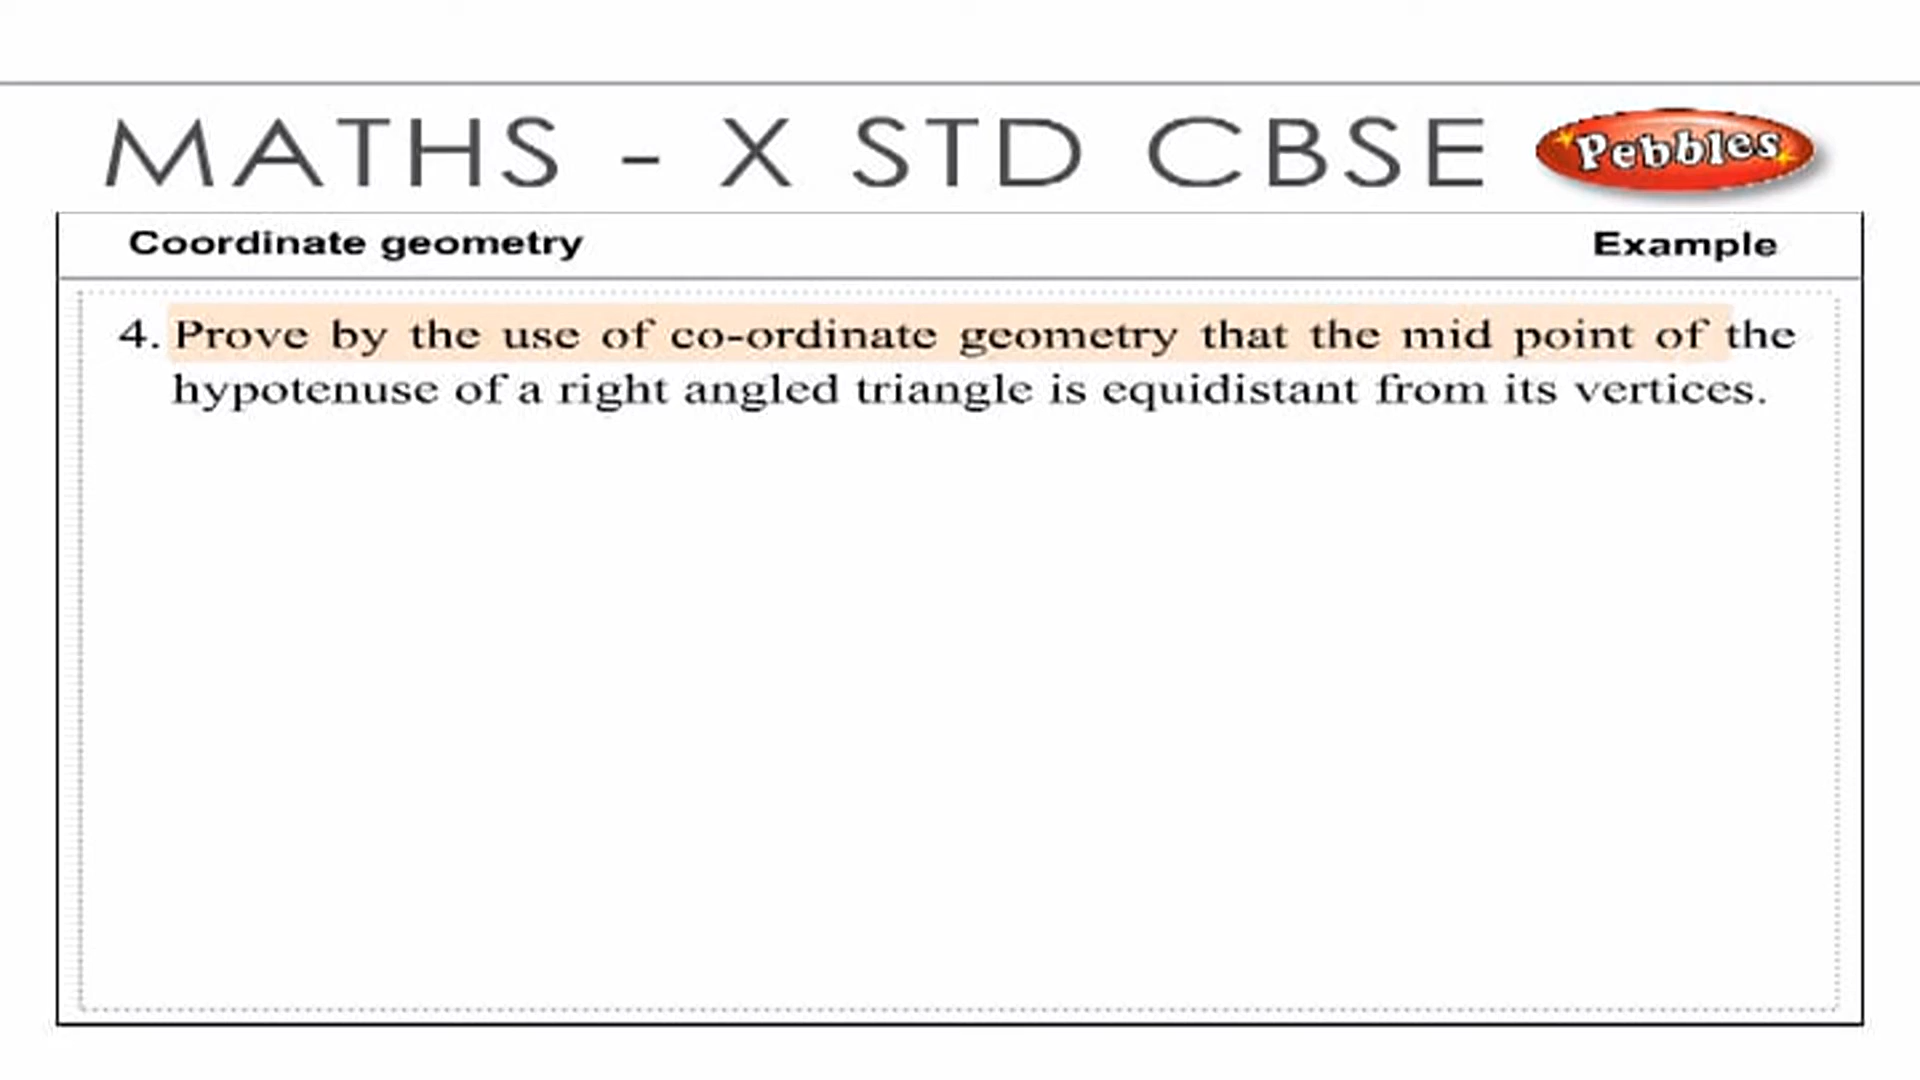 MATHS - X STD CBSE
Pebbles
Coordinate geometry
Example
4. Prove by the use of co-ordinate geometry that the mid point of the
hypotenuse of a right angled triangle is equidistant from its vertices.